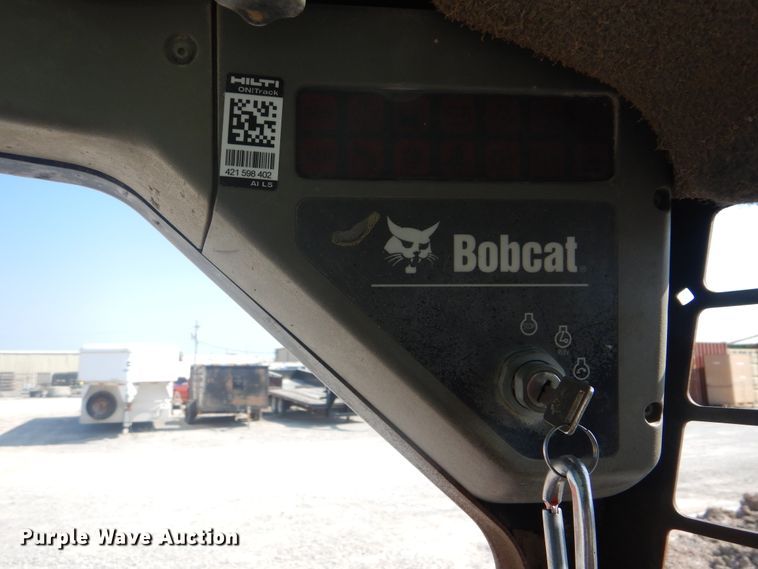 HILTI
ON!Track
421 598 402
AI L5
Bobcat
Purple Wave Auction